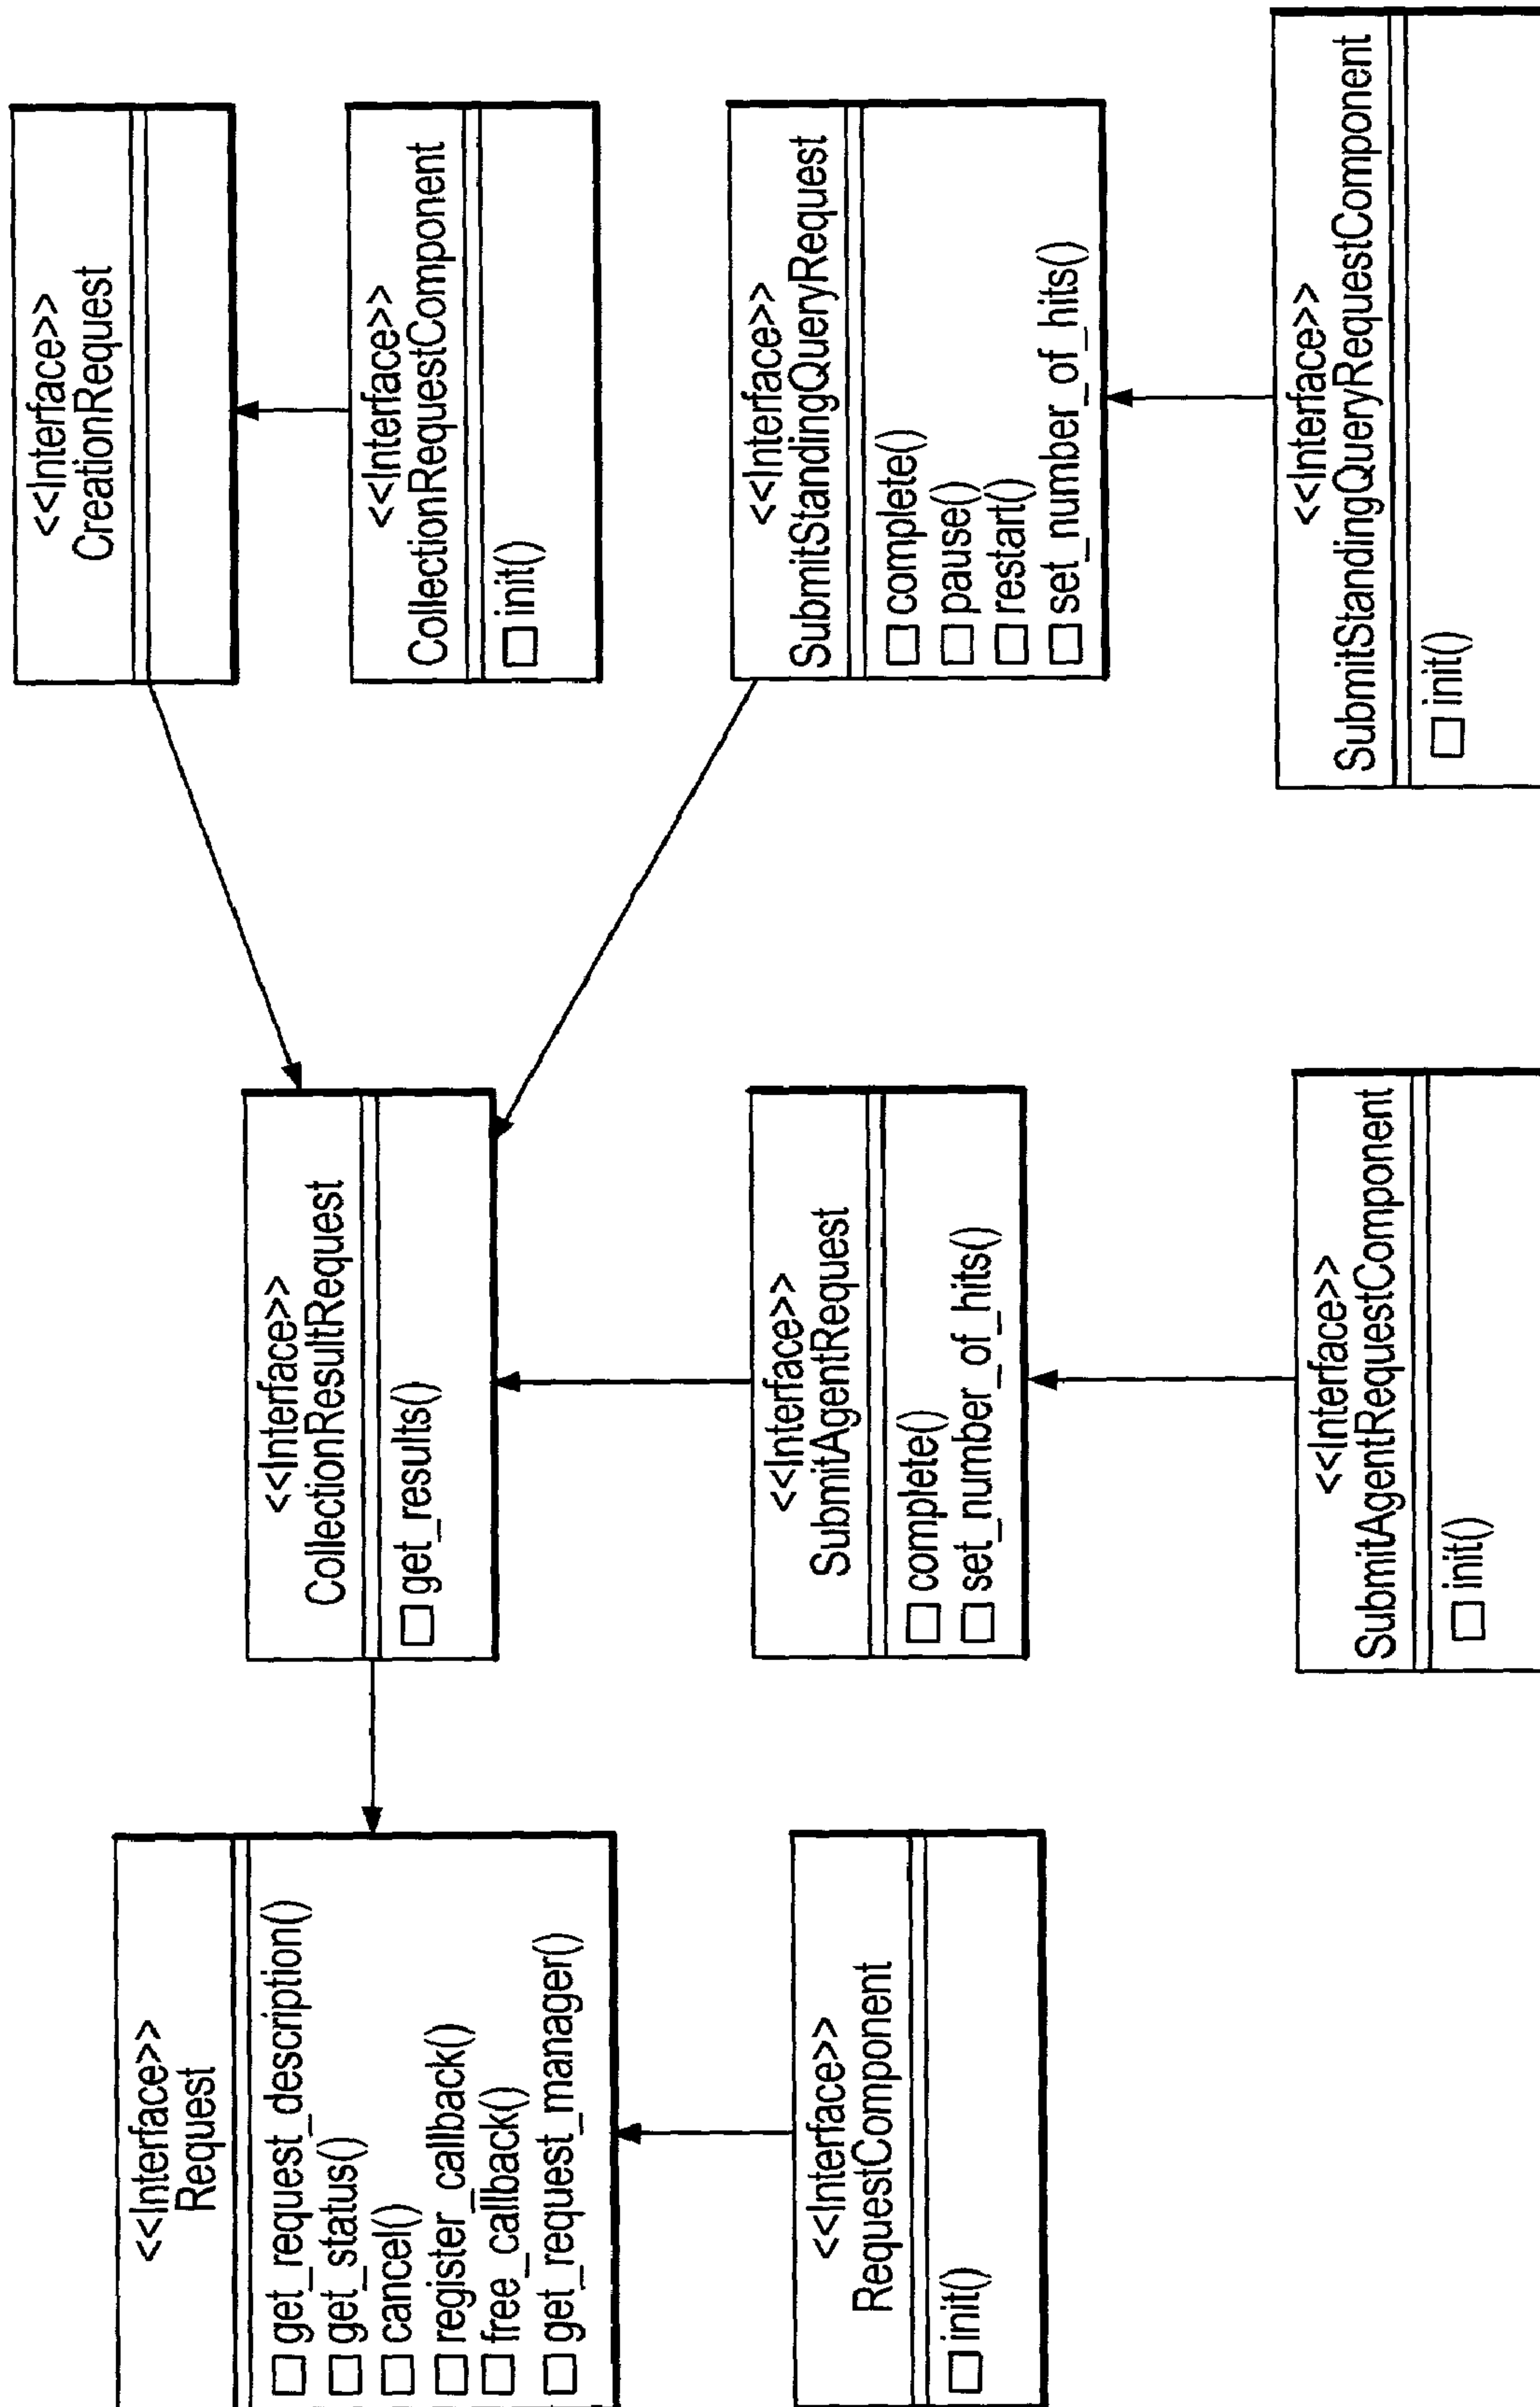 <<Interface>>
Request
get_request_description()
get_status()
cancel()
register_callback()
free_callback()
get_request_manager()
<<Interface>>
RequestComponent
init()
<<Interface>>
CollectionResultRequest
get_results()
<<Interface>>
SubmitAgentRequest
complete()
set_number_of_hits()
<<Interface>>
SubmitAgentRequestComponent
init()
<<Interface>>
CreationRequest
<<Interface>>
CollectionRequestComponent
init()
<<Interface>>
SubmitStandingQueryRequest
complete()
pause()
restart()
set_number_of_hits()
<<Interface>>
SubmitStandingQueryRequestComponent
init()